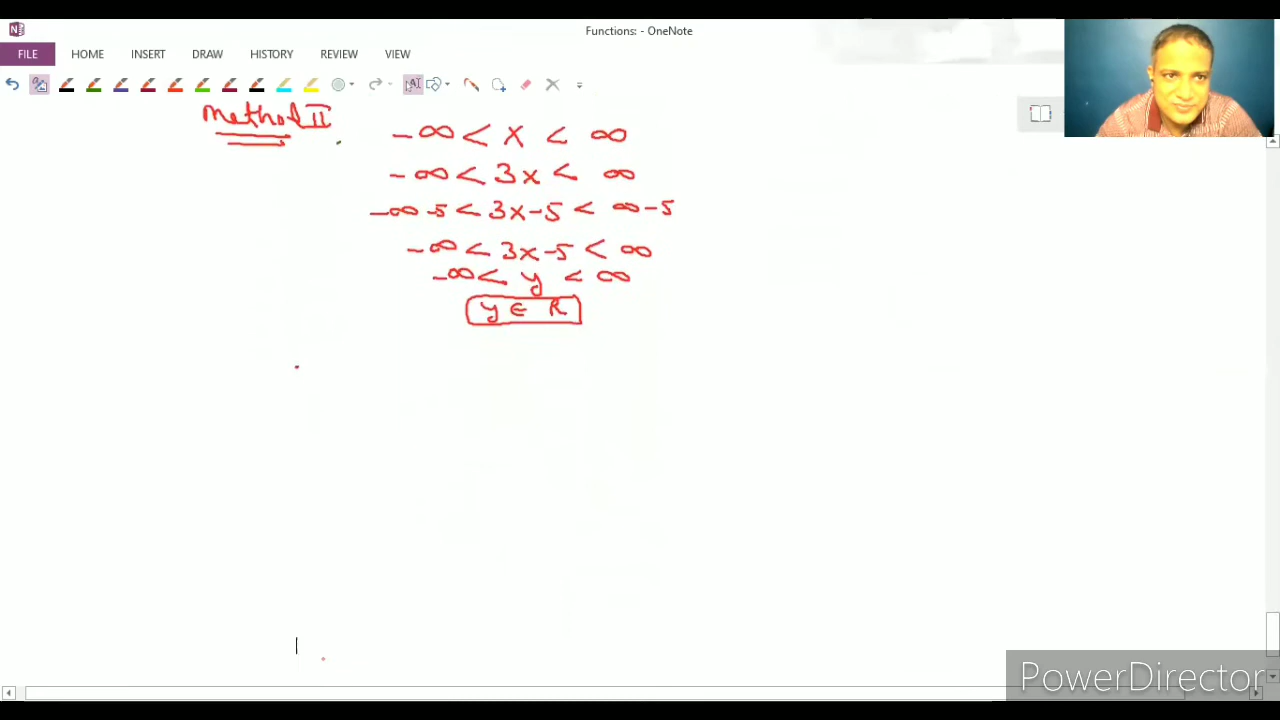 Functions: - OneNote
FILE HOME INSERT DRAW HISTORY REVIEW VIEW
Method II
-∞ < x < ∞
-∞ < 3x < ∞
-∞-5 < 3x-5 < ∞-5
-∞ < 3x-5 < ∞
-∞ < y < ∞
y ∈ R
PowerDirector